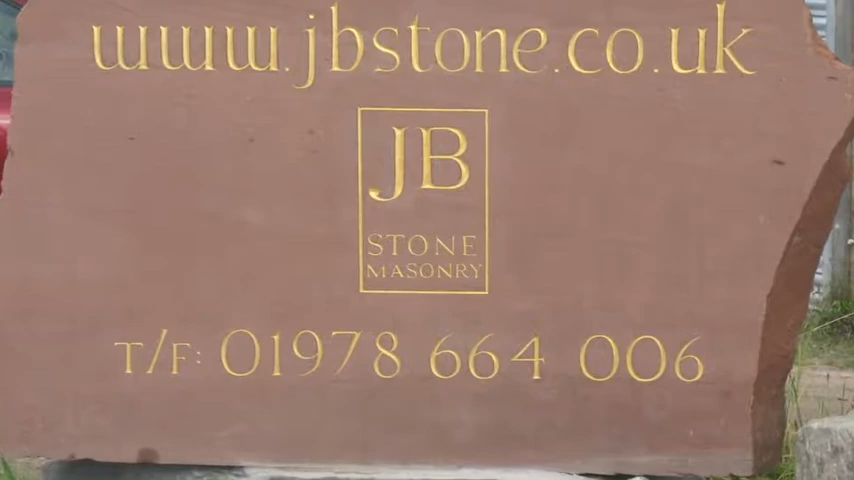 www.jbstone.co.uk
JB
STONE
MASONRY
T/F: 01978 664 006